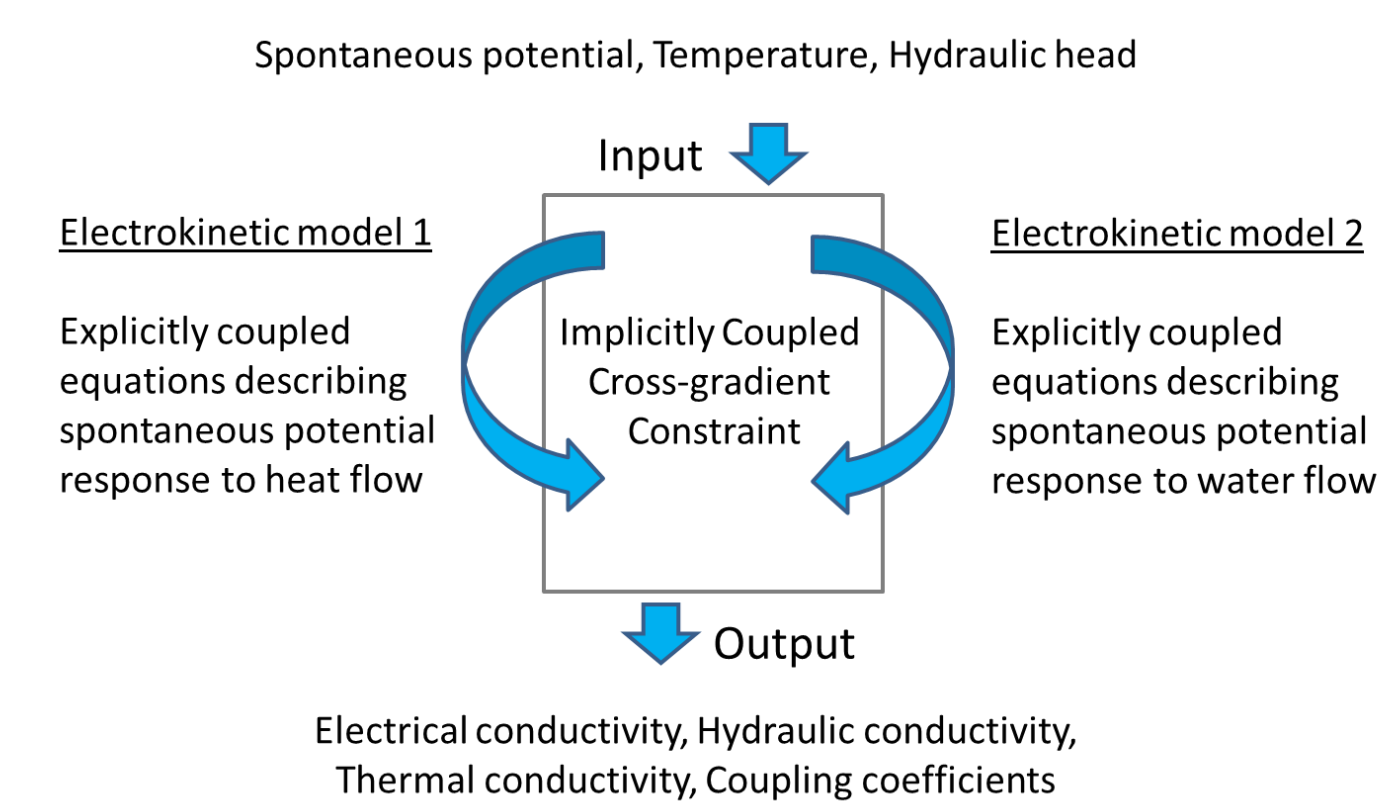 Spontaneous potential, Temperature, Hydraulic head
Input
Electrokinetic model 1
Explicitly coupled
equations describing
spontaneous potential
response to heat flow
Implicitly Coupled
Cross-gradient
Constraint
Electrokinetic model 2
Explicitly coupled
equations describing
spontaneous potential
response to water flow
Output
Electrical conductivity, Hydraulic conductivity,
Thermal conductivity, Coupling coefficients